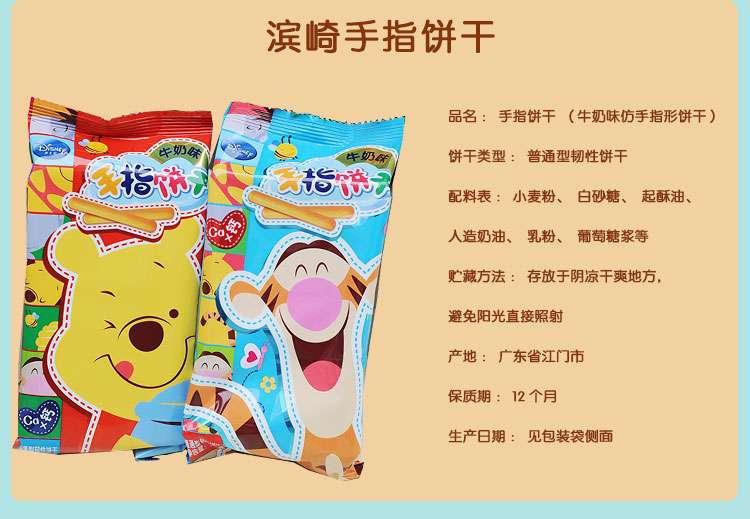 滨崎手指饼干
品名： 手指饼干 （牛奶味仿手指形饼干）
饼干类型： 普通型韧性饼干
配料表： 小麦粉、 白砂糖、 起酥油、
人造奶油、 乳粉、 葡萄糖浆等
贮藏方法： 存放于阴凉干爽地方，
避免阳光直接照射
产地： 广东省江门市
保质期： 12 个月
生产日期： 见包装袋侧面
Disney
牛奶味
手指饼干
Ca×钙
Ca×钙
Disney
牛奶味
手指饼干
Ca×钙